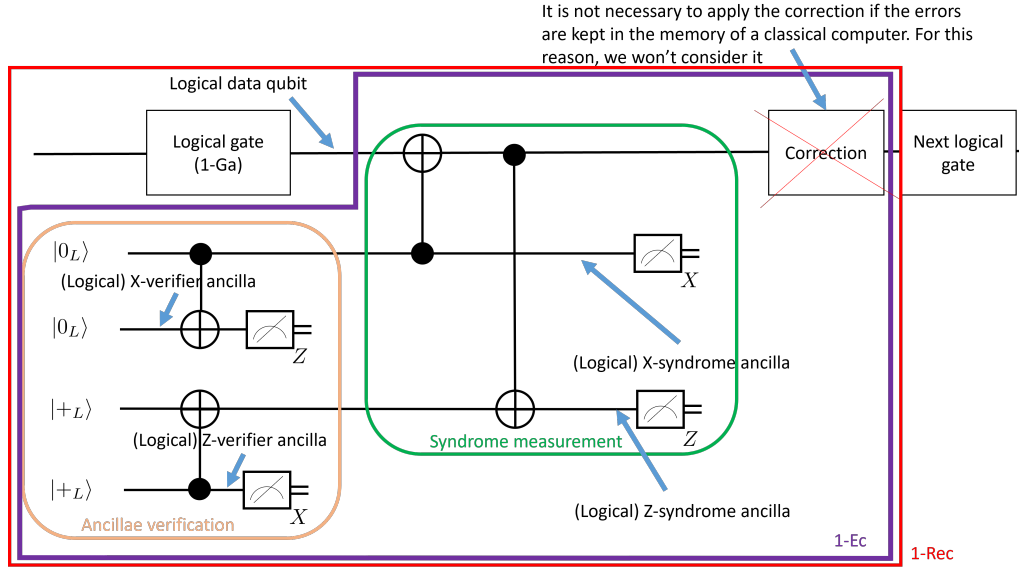 It is not necessary to apply the correction if the errors
are kept in the memory of a classical computer. For this
reason, we won't consider it
Logical data qubit
Logical gate
(1-Ga)
Correction
Next logical
gate
|0_L⟩
X
(Logical) X-verifier ancilla
|0_L⟩
Z
(Logical) X-syndrome ancilla
|+_L⟩
Z
(Logical) Z-verifier ancilla
Syndrome measurement
|+_L⟩
X
(Logical) Z-syndrome ancilla
Ancillae verification
1-Ec
1-Rec